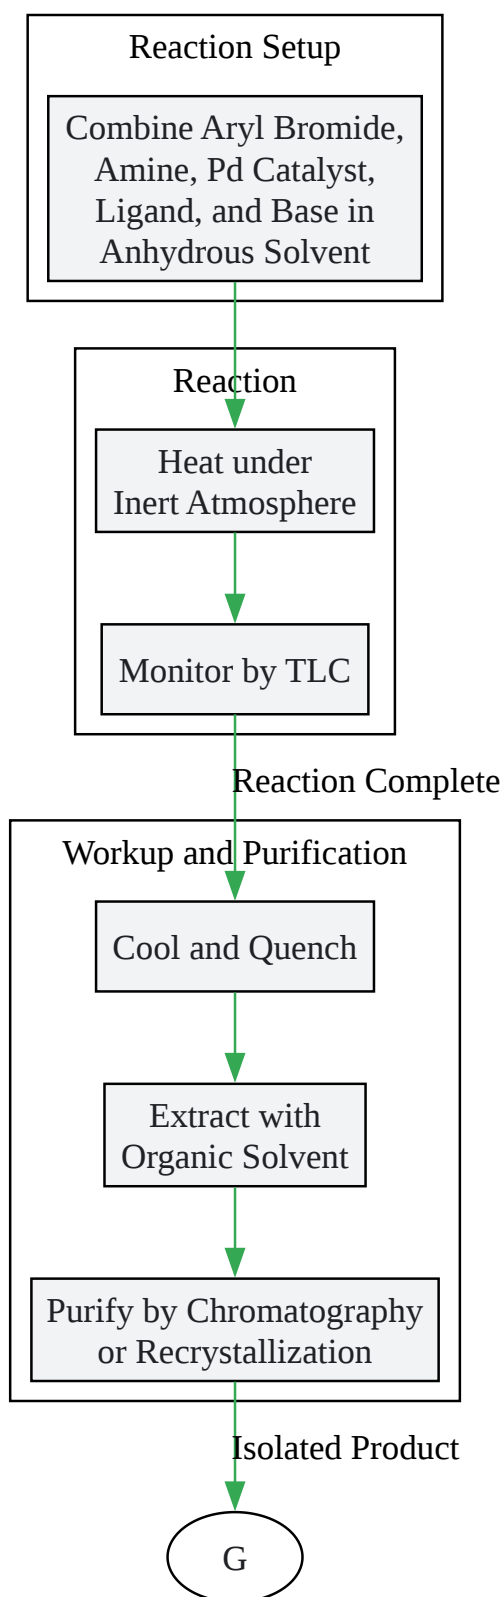 Reaction Setup
Combine Aryl Bromide,
Amine, Pd Catalyst,
Ligand, and Base in
Anhydrous Solvent
Reaction
Heat under
Inert Atmosphere
Monitor by TLC
Reaction Complete
Workup and Purification
Cool and Quench
Extract with
Organic Solvent
Purify by Chromatography
or Recrystallization
Isolated Product
G